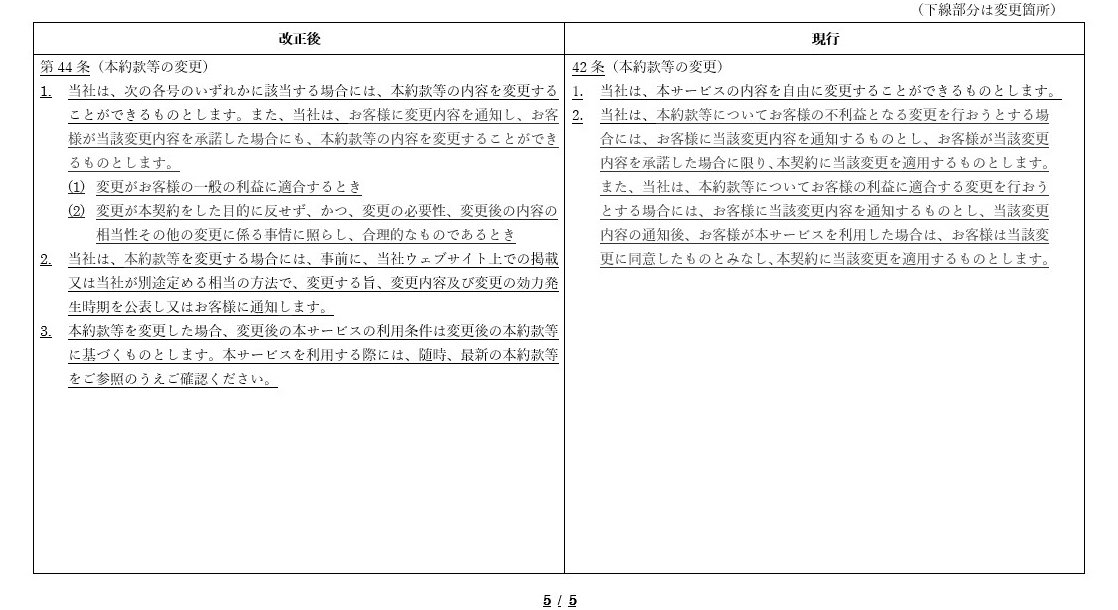 （下線部分は変更箇所）
改正後
現行
第 44 条（本約款等の変更）
1. 当社は、次の各号のいずれかに該当する場合には、本約款等の内容を変更する
ことができるものとします。また、当社は、お客様に変更内容を通知し、お客
様が当該変更内容を承諾した場合にも、本約款等の内容を変更することができ
るものとします。
(1) 変更がお客様の一般の利益に適合するとき
(2) 変更が本契約をした目的に反せず、かつ、変更の必要性、変更後の内容の
相当性その他の変更に係る事情に照らし、合理的なものであるとき
2. 当社は、本約款等を変更する場合には、事前に、当社ウェブサイト上での掲載
又は当社が別途定める相当の方法で、変更する旨、変更内容及び変更の効力発
生時期を公表し又はお客様に通知します。
3. 本約款等を変更した場合、変更後の本サービスの利用条件は変更後の本約款等
に基づくものとします。本サービスを利用する際には、随時、最新の本約款等
をご参照のうえご確認ください。
42 条（本約款等の変更）
1. 当社は、本サービスの内容を自由に変更することができるものとします。
2. 当社は、本約款等についてお客様の不利益となる変更を行おうとする場
合には、お客様に当該変更内容を通知するものとし、お客様が当該変更
内容を承諾した場合に限り、本契約に当該変更を適用するものとします。
また、当社は、本約款等についてお客様の利益に適合する変更を行おう
とする場合には、お客様に当該変更内容を通知するものとし、当該変更
内容の通知後、お客様が本サービスを利用した場合は、お客様は当該変
更に同意したものとみなし、本契約に当該変更を適用するものとします。
5 / 5